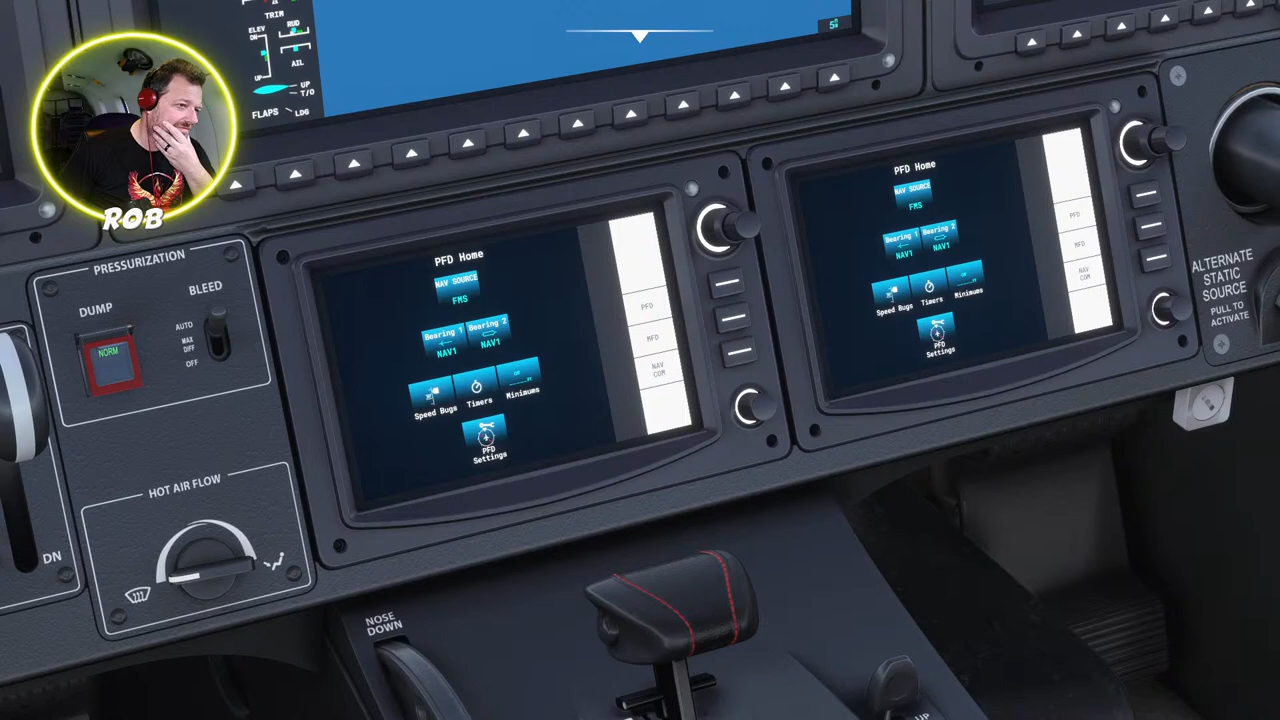 TRIM
ELEV
DN
RUD
AIL
UP
UP
T/O
FLAPS
LDG
ROB
PRESSURIZATION
DUMP
BLEED
NORM
AUTO
MAX
DIFF
OFF
HOT AIR FLOW
DN
NOSE
DOWN
PFD Home
NAV SOURCE
FMS
Bearing 1
Bearing 2
NAV1
NAV1
Speed Bugs
Timers
Minimums
PFD
Settings
PFD
MFD
NAV
COM
PFD Home
NAV SOURCE
FMS
Bearing 1
Bearing 2
NAV1
NAV1
Speed Bugs
Timers
Minimums
PFD
Settings
PFD
MFD
NAV
COM
ALTERNATE
STATIC
SOURCE
PULL TO
ACTIVATE
UP